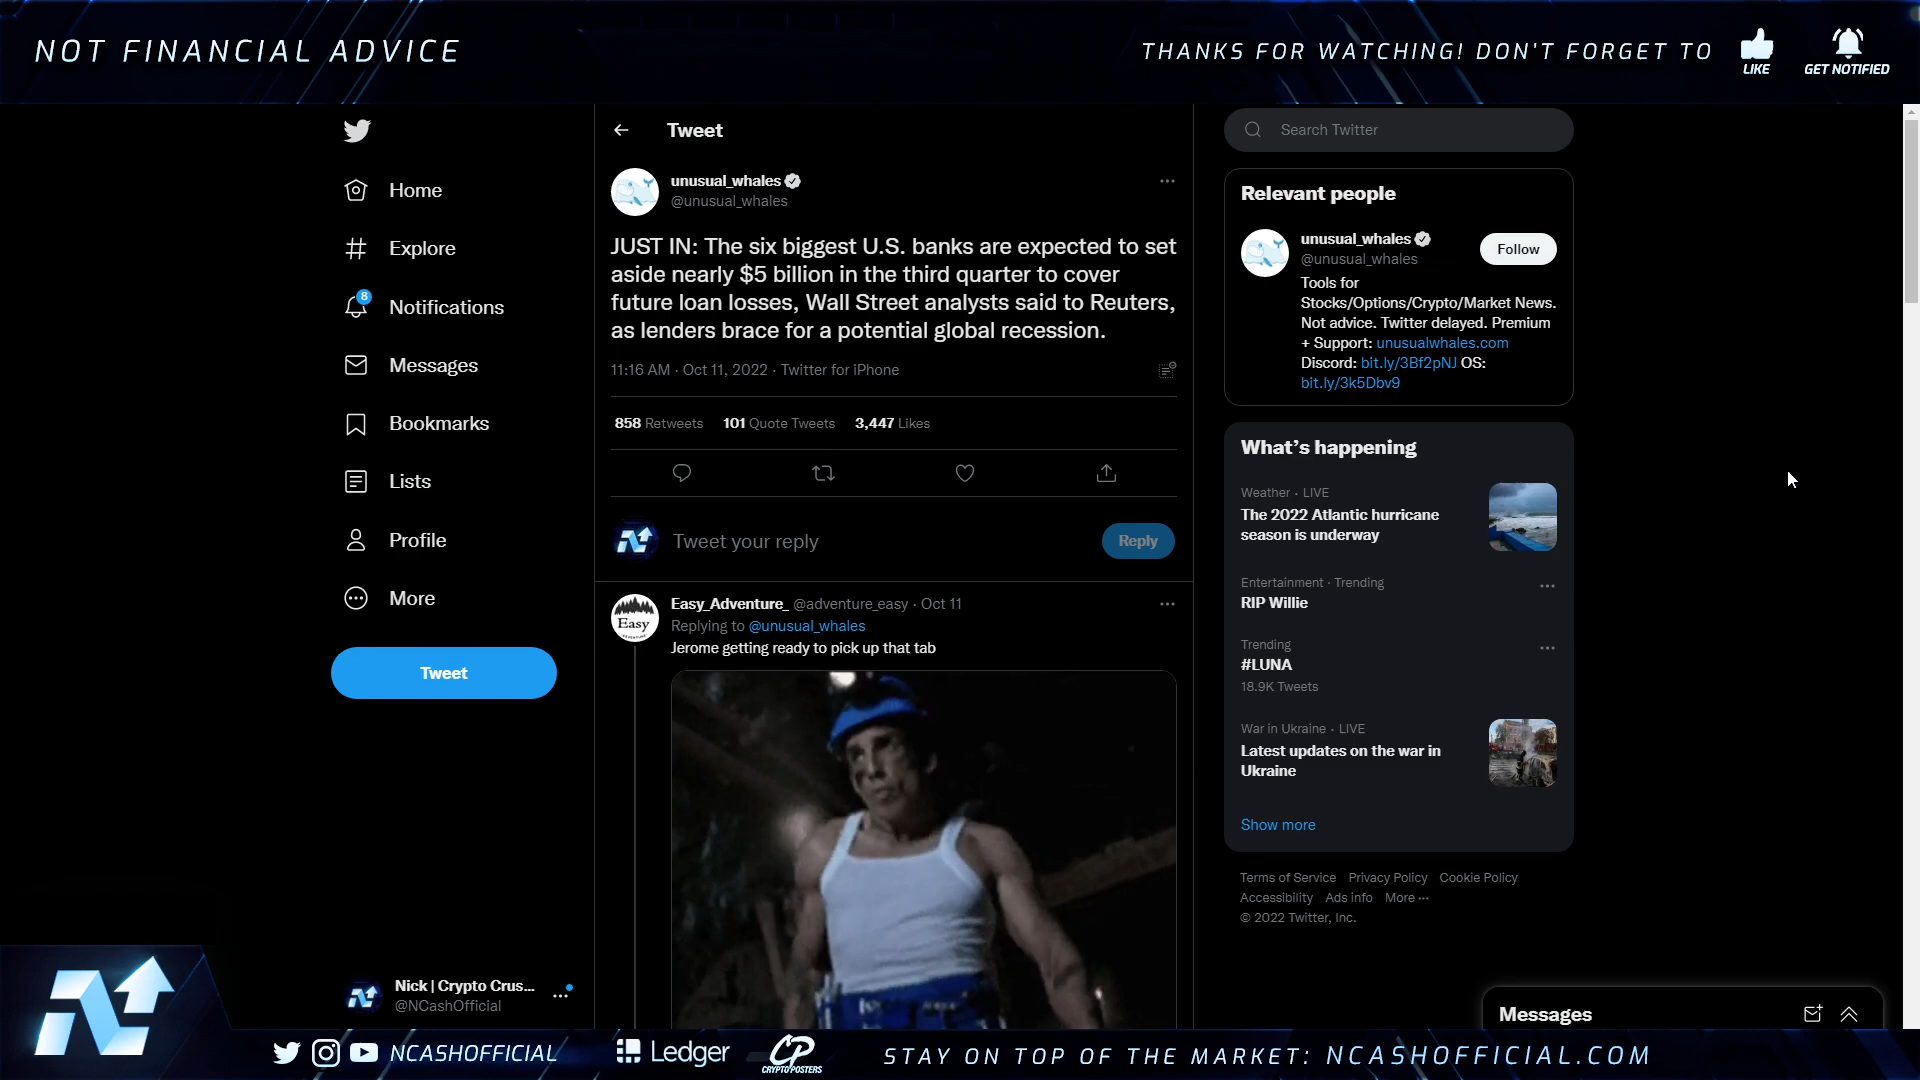 NOT FINANCIAL ADVICE
THANKS FOR WATCHING! DON'T FORGET TO
LIKE
GET NOTIFIED
Home
Explore
8
Notifications
Messages
Bookmarks
Lists
Profile
More
Tweet
Nick | Crypto Crus...
@NCashOfficial
Tweet
unusual_whales
@unusual_whales
JUST IN: The six biggest U.S. banks are expected to set
aside nearly $5 billion in the third quarter to cover
future loan losses, Wall Street analysts said to Reuters,
as lenders brace for a potential global recession.
11:16 AM · Oct 11, 2022 · Twitter for iPhone
858 Retweets 101 Quote Tweets 3,447 Likes
Tweet your reply
Reply
Easy
ADVENTURE
Easy_Adventure_ @adventure_easy · Oct 11
Replying to @unusual_whales
Jerome getting ready to pick up that tab
Search Twitter
Relevant people
unusual_whales
@unusual_whales
Follow
Tools for
Stocks/Options/Crypto/Market News.
Not advice. Twitter delayed. Premium
+ Support: unusualwhales.com
Discord: bit.ly/3Bf2pNJ OS:
bit.ly/3k5Dbv9
What's happening
Weather · LIVE
The 2022 Atlantic hurricane
season is underway
Entertainment · Trending
RIP Willie
Trending
#LUNA
18.9K Tweets
War in Ukraine · LIVE
Latest updates on the war in
Ukraine
Show more
Terms of Service Privacy Policy Cookie Policy
Accessibility Ads info More ···
© 2022 Twitter, Inc.
Messages
NCASHOFFICIAL
Ledger
CP
CRYPTOPOSTERS
STAY ON TOP OF THE MARKET: NCASHOFFICIAL.COM